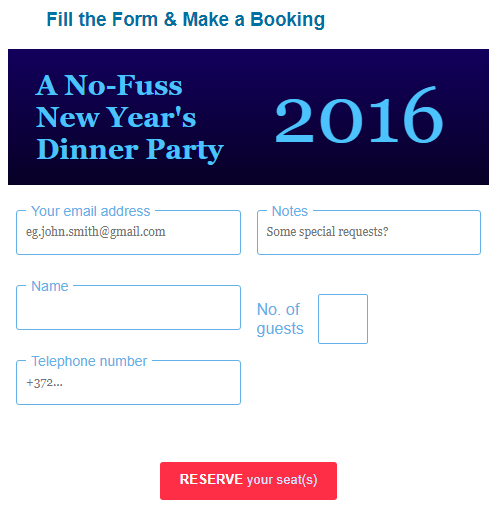 Fill the Form & Make a Booking
A No-Fuss
New Year's
Dinner Party
2016
Your email address
eg.john.smith@gmail.com
Notes
Some special requests?
Name
No. of
guests
Telephone number
+372...
RESERVE your seat(s)